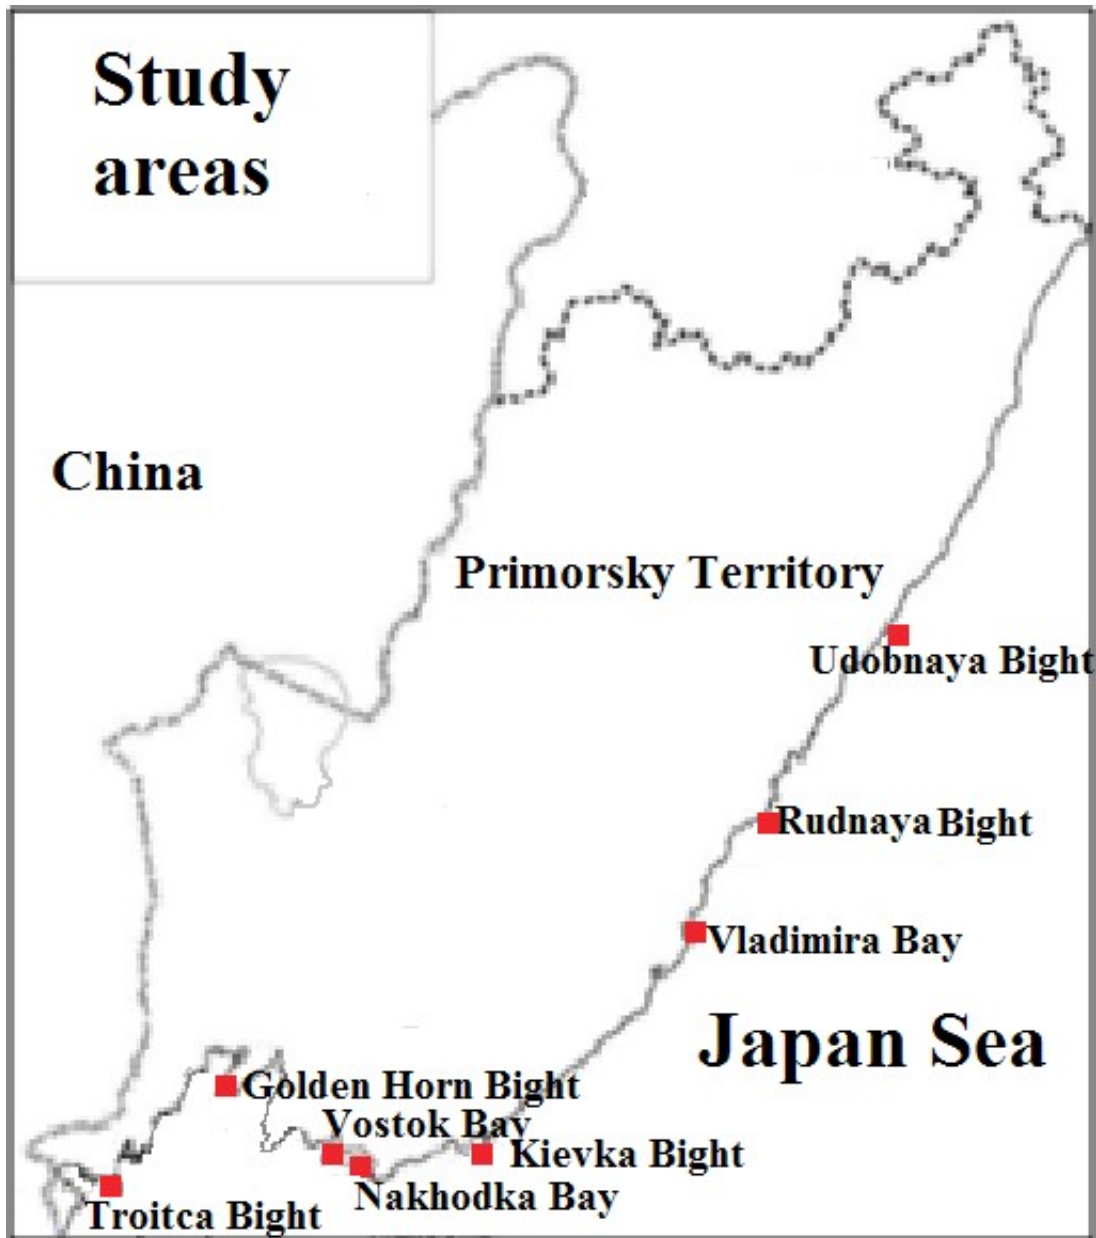 Study
areas
China
Primorsky Territory
Udobnaya Bight
Rudnaya Bight
Vladimira Bay
Japan Sea
Golden Horn Bight
Vostok Bay
Kievka Bight
Nakhodka Bay
Troitca Bight